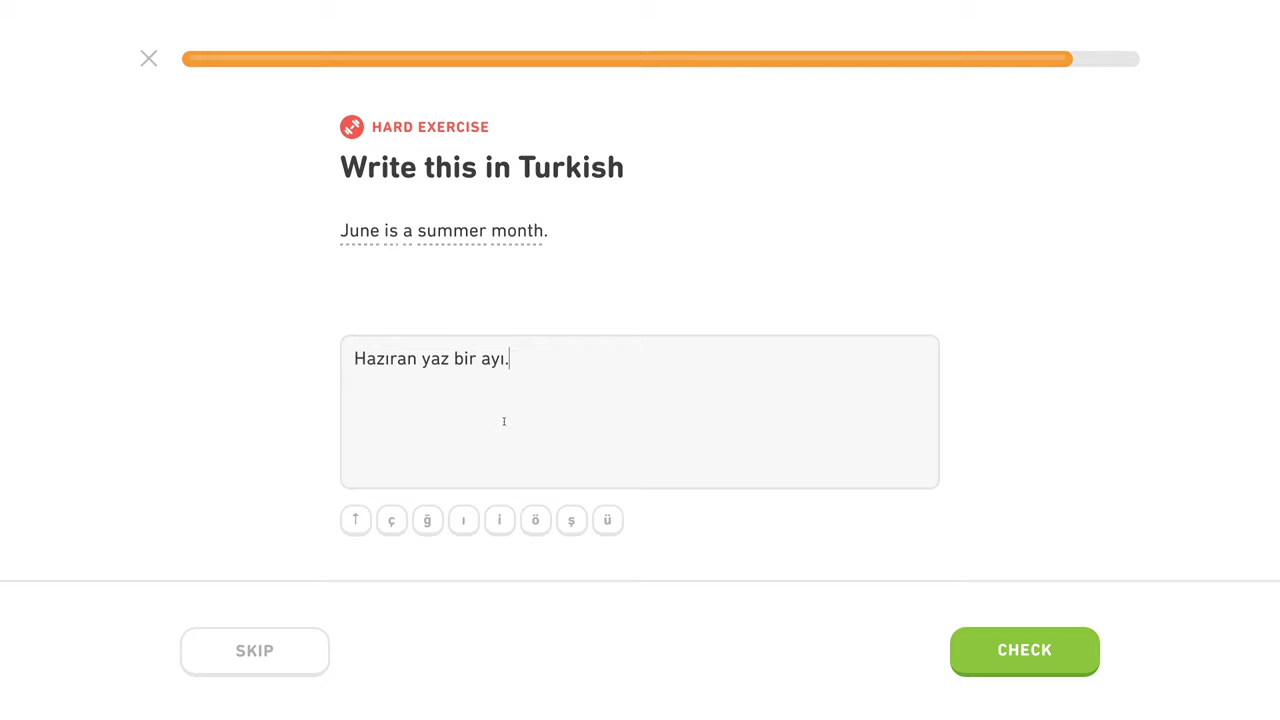 HARD EXERCISE
Write this in Turkish
June is a summer month.
Hazıran yaz bir ayı.
↑ ç ğ ı i ö ş ü
SKIP
CHECK